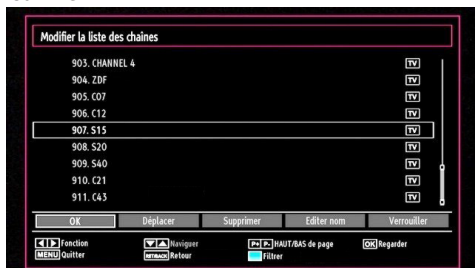 Modifier la liste des chaînes
903. CHANNEL 4 TV
904. ZDF TV
905. C07 TV
906. C12 TV
907. S15 TV
908. S20 TV
909. S40 TV
910. C21 TV
911. C43 TV
OK Déplacer Supprimer Editer nom Verrouiller
Fonction Naviguer P+ P- HAUT/BAS de page OK Regarder
MENU Quitter RET/BACK Retour Filtrer